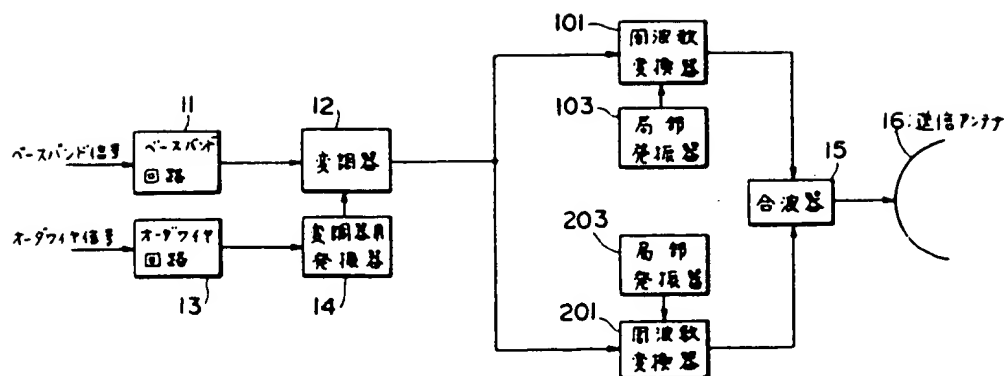 101
周波数
変換器
103
局部
発振器
11
12
ベースバンド信号
ベースバンド
回路
変調器
16:送信アンテナ
15
合波器
オーダワイヤ信号
オーダワイヤ
回路
変調器用
発振器
13
14
203
局部
発振器
201
周波数
変換器